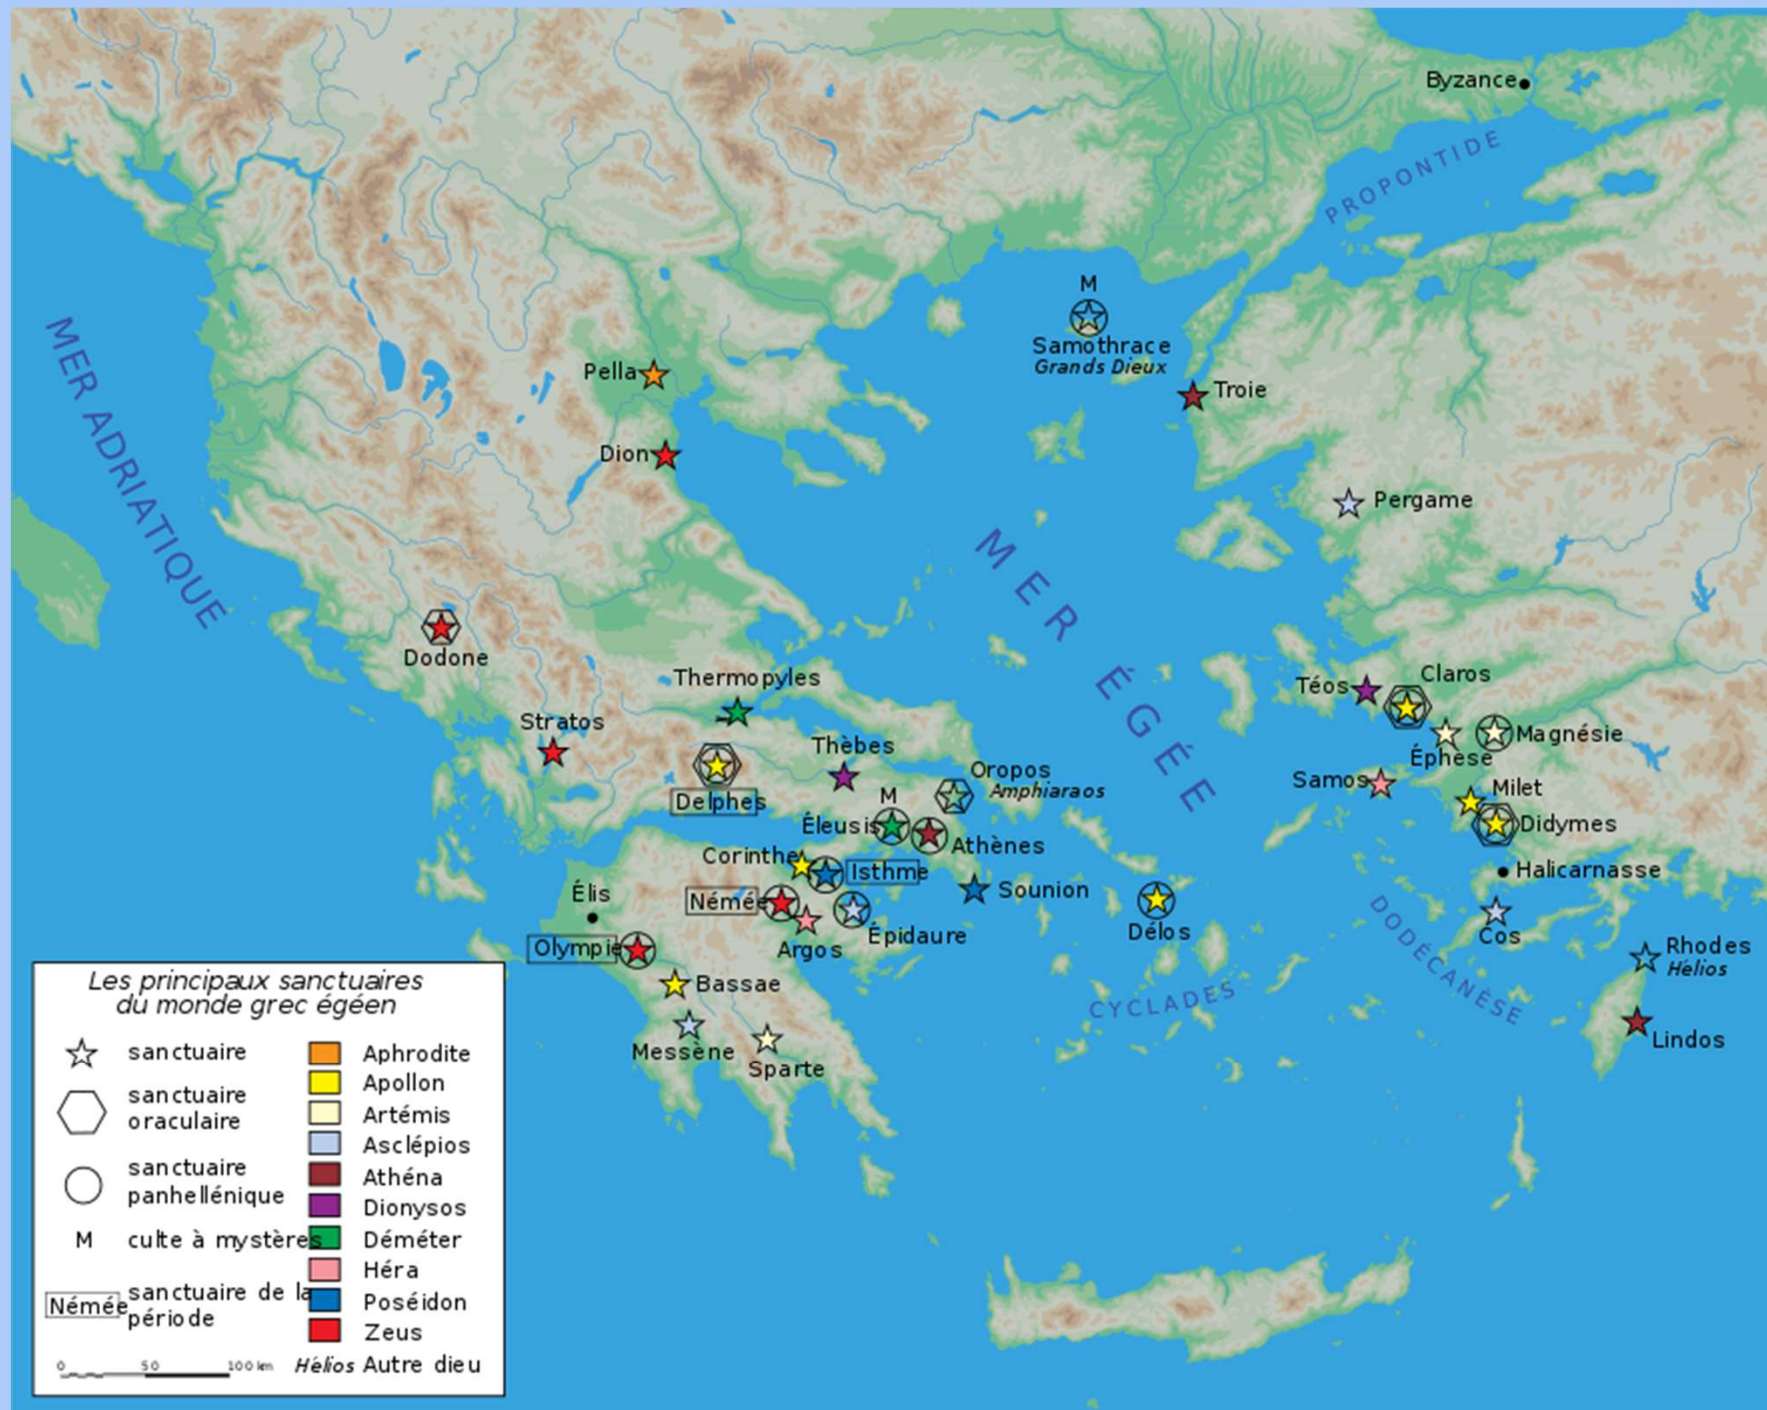 Byzance
PROPONTIDE
M
Samothrace
Grands Dieux
MER ADRIATIQUE
Pella
Troie
Dion
Pergame
MER ÉGÉE
Dodone
Thermopyles
Claros
Téos
Stratos
Magnésie
Thèbes
Éphèse
Oropos
Amphiaraos
Samos
Milet
Delphes
M
Éleusis
Didymes
Athènes
Corinthe
Isthme
Halicarnasse
Élis
Sounion
Némée
Délos
Épidaure
Cos
Argos
Olympie
Rhodes
Hélios
DODÉCANÈSE
Bassae
CYCLADES
Messène
Sparte
Lindos
Les principaux sanctuaires
du monde grec égéen
sanctuaire
sanctuaire
oraculaire
sanctuaire
panhellénique
M culte à mystères
Némée sanctuaire de la
période
0 50 100 km
Aphrodite
Apollon
Artémis
Asclépios
Athéna
Dionysos
Déméter
Héra
Poséidon
Zeus
Hélios Autre dieu